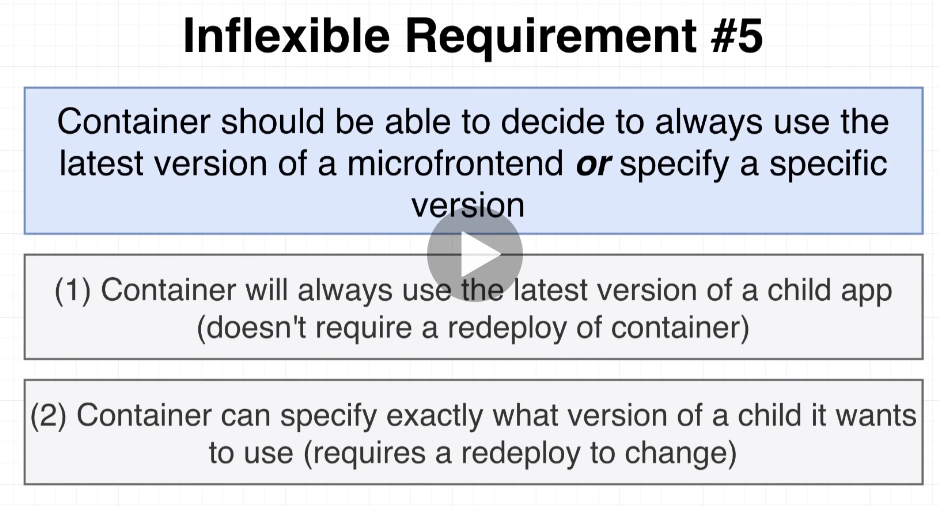 Inflexible Requirement #5
Container should be able to decide to always use the
latest version of a microfrontend or specify a specific
version
(1) Container will always use the latest version of a child app
(doesn't require a redeploy of container)
(2) Container can specify exactly what version of a child it wants
to use (requires a redeploy to change)